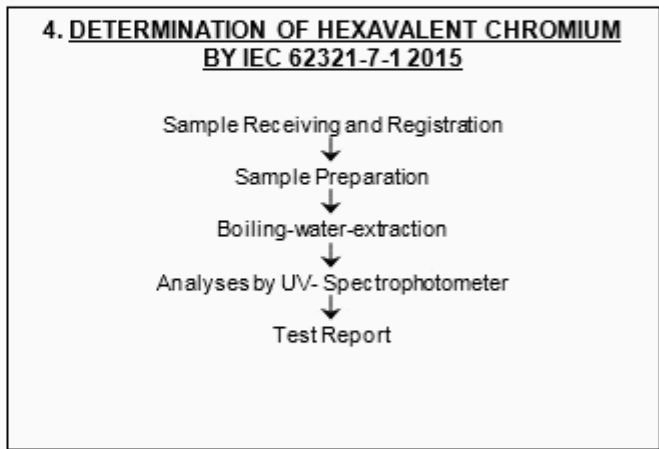 4. DETERMINATION OF HEXAVALENT CHROMIUM
BY IEC 62321-7-1 2015
Sample Receiving and Registration
Sample Preparation
Boiling-water-extraction
Analyses by UV- Spectrophotometer
Test Report